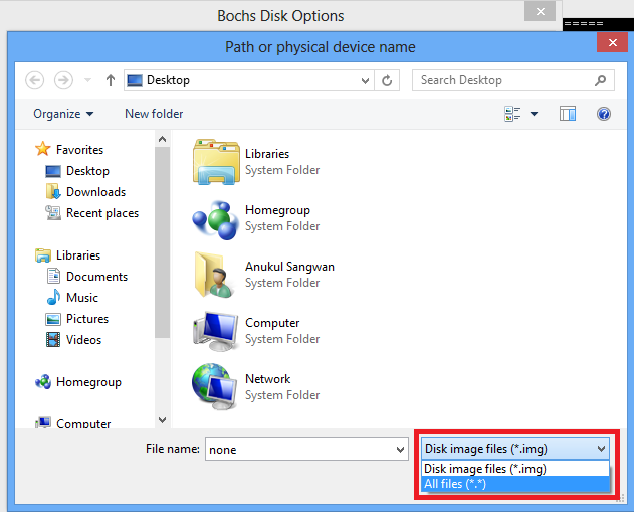 Bochs Disk Options
=====
Path or physical device name
Desktop
Search Desktop
Organize
New folder
Favorites
Desktop
Downloads
Recent places
Libraries
Documents
Music
Pictures
Videos
Homegroup
Computer
Libraries
System Folder
Homegroup
System Folder
Anukul Sangwan
System Folder
Computer
System Folder
Network
System Folder
File name:
none
Disk image files (*.img)
Disk image files (*.img)
All files (*.*)